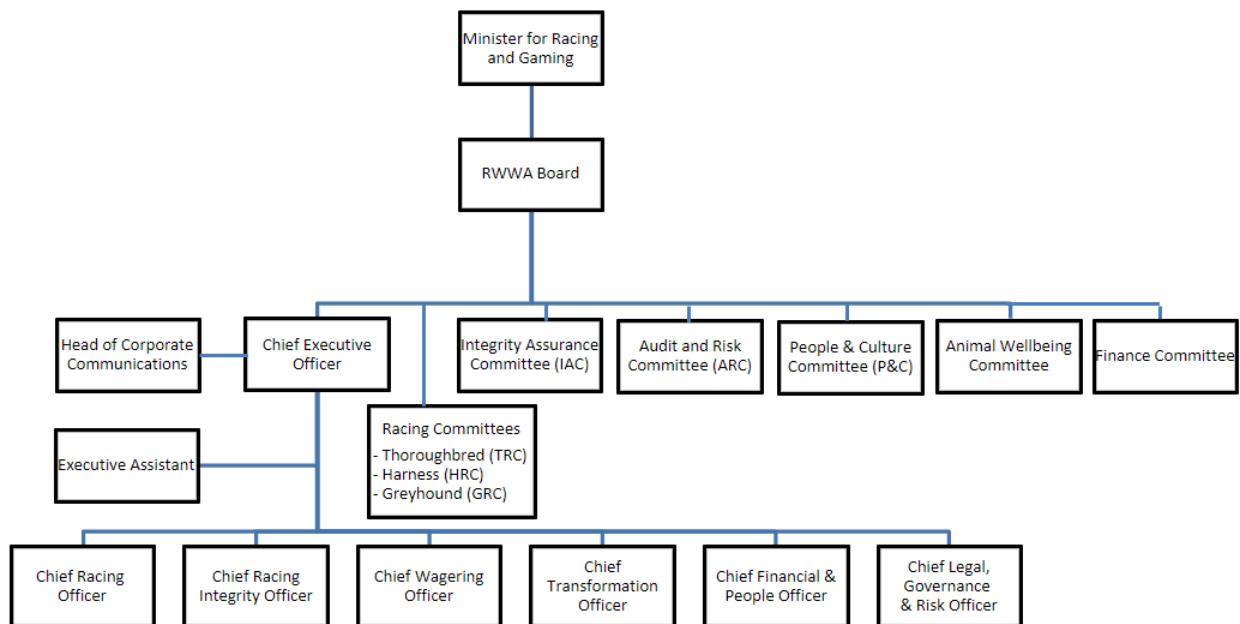 Minister for Racing
and Gaming
RWWA Board
Head of Corporate
Communications
Chief Executive
Officer
Integrity Assurance
Committee (IAC)
Audit and Risk
Committee (ARC)
People & Culture
Committee (P&C)
Animal Wellbeing
Committee
Finance Committee
Racing Committees
- Thoroughbred (TRC)
- Harness (HRC)
- Greyhound (GRC)
Executive Assistant
Chief Racing
Officer
Chief Racing
Integrity Officer
Chief Wagering
Officer
Chief
Transformation
Officer
Chief Financial &
People Officer
Chief Legal,
Governance
& Risk Officer